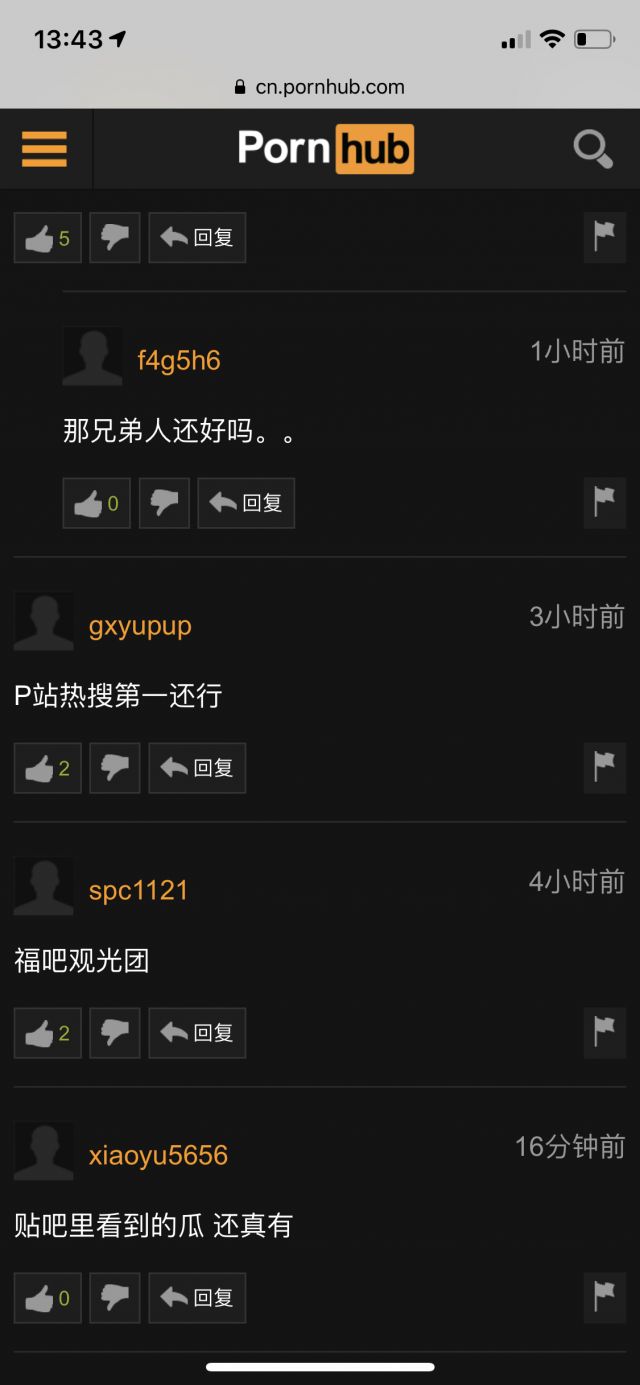 13:43
cn.pornhub.com
Porn hub
5 回复
f4g5h6 1小时前
那兄弟人还好吗。。
0 回复
gxyupup 3小时前
P站热搜第一还行
2 回复
spc1121 4小时前
福吧观光团
2 回复
xiaoyu5656 16分钟前
贴吧里看到的瓜 还真有
0 回复